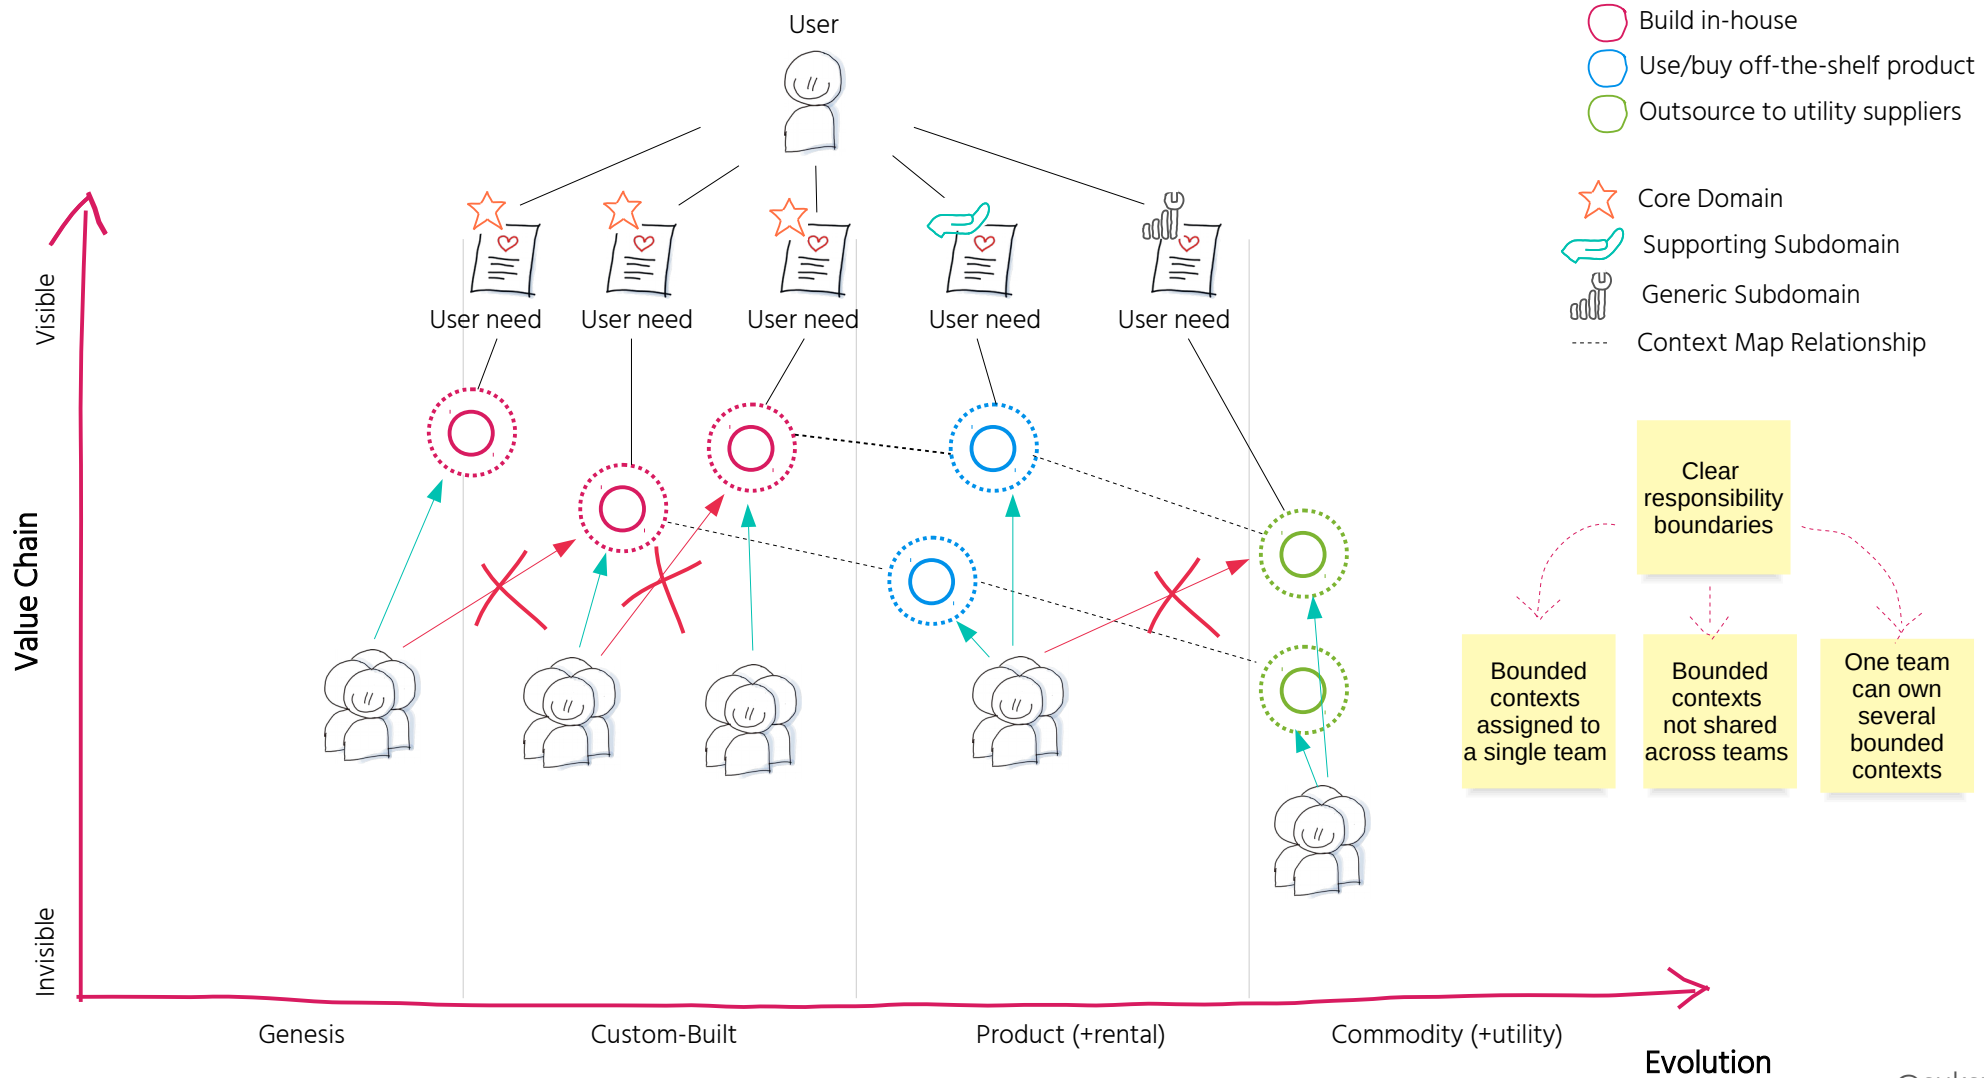 User
Build in-house
Use/buy off-the-shelf product
Outsource to utility suppliers
Core Domain
Supporting Subdomain
Generic Subdomain
Context Map Relationship
User need
User need
User need
User need
User need
Visible
Value Chain
Invisible
Clear
responsibility
boundaries
Bounded
contexts
assigned to
a single team
Bounded
contexts
not shared
across teams
One team
can own
several
bounded
contexts
Genesis
Custom-Built
Product (+rental)
Commodity (+utility)
Evolution